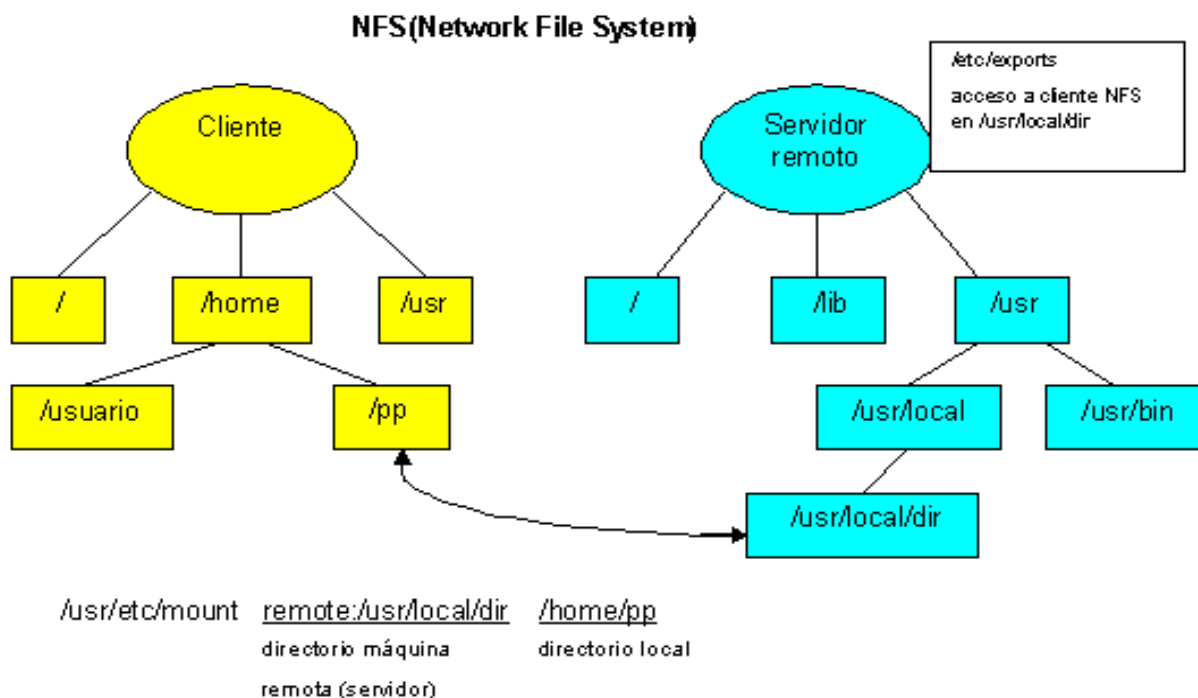 NFS(Network File System)
/etc/exports
acceso a cliente NFS
en /usr/local/dir
Cliente
Servidor
remoto
/
/home
/usr
/
/lib
/usr
/usuario
/pp
/usr/local
/usr/bin
/usr/local/dir
/usr/etc/mount remote:/usr/local/dir /home/pp
directorio máquina directorio local
remota (servidor)